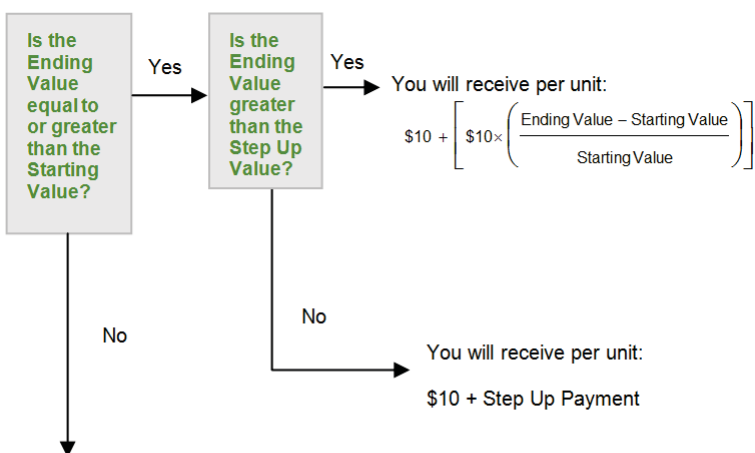 Is the
Ending
Value
equal to
or greater
than the
Starting
Value?
Yes
Is the
Ending
Value
greater
than the
Step Up
Value?
Yes
You will receive per unit:
$10 + [ $10× ( Ending Value – Starting Value
Starting Value ) ]
No
No
You will receive per unit:
$10 + Step Up Payment